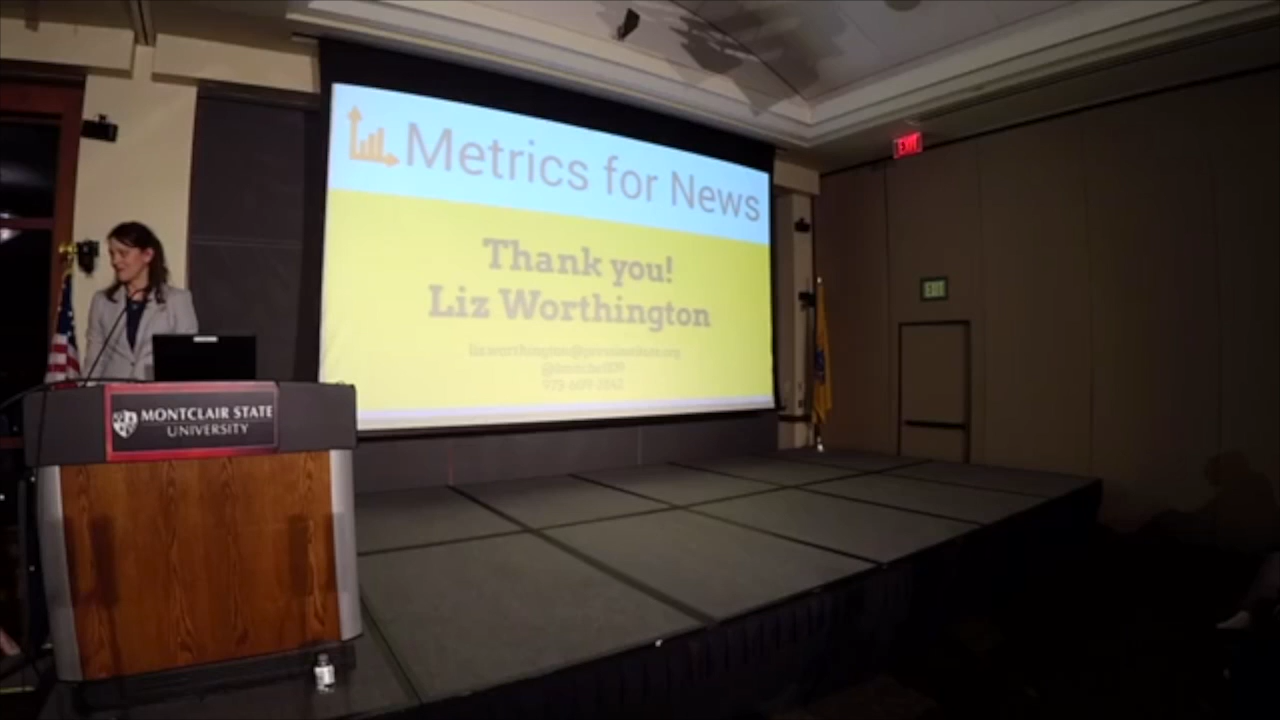 Metrics for News
EXIT
Thank you!
Liz Worthington
EXIT
MONTCLAIR STATE
UNIVERSITY